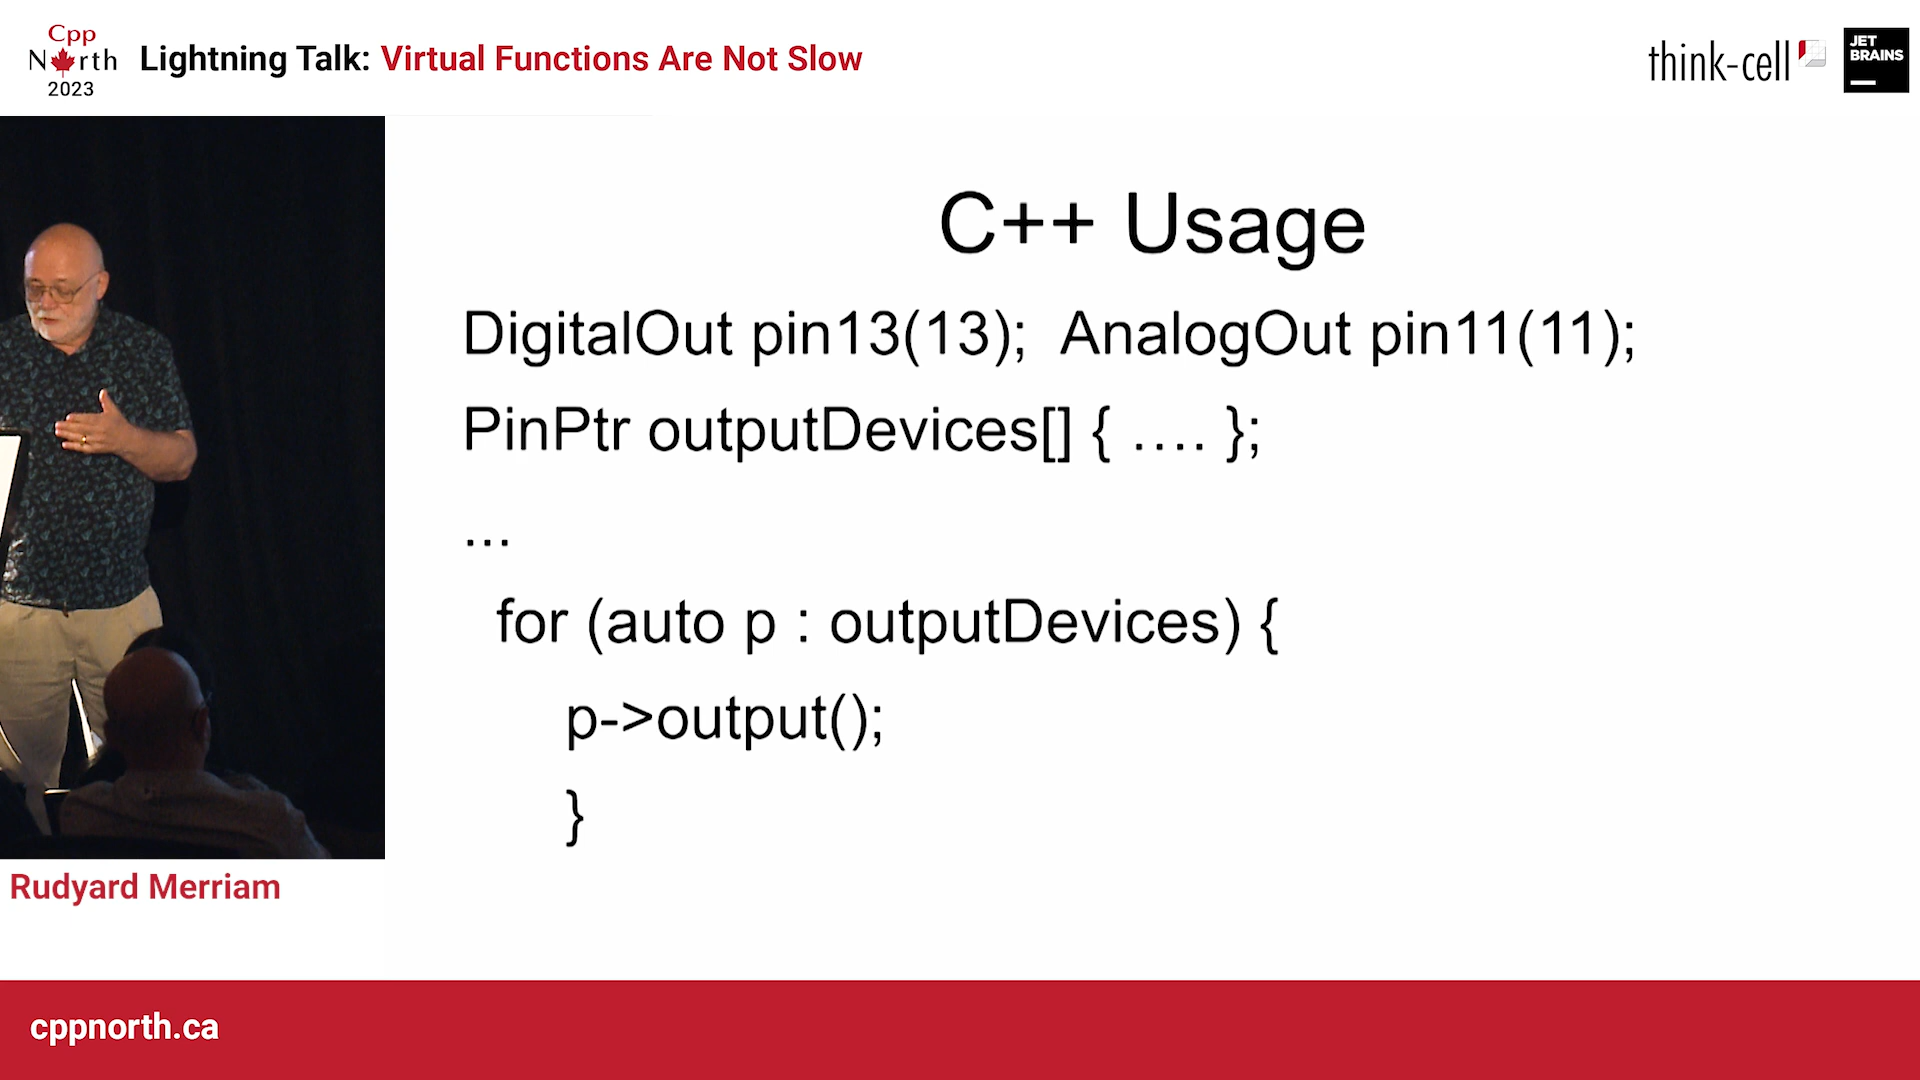 Cpp
North
2023
Lightning Talk: Virtual Functions Are Not Slow
think-cell
JET
BRAINS
C++ Usage
DigitalOut pin13(13);  AnalogOut pin11(11);
PinPtr outputDevices[] { .... };
...
for (auto p : outputDevices) {
p->output();
}
Rudyard Merriam
cppnorth.ca